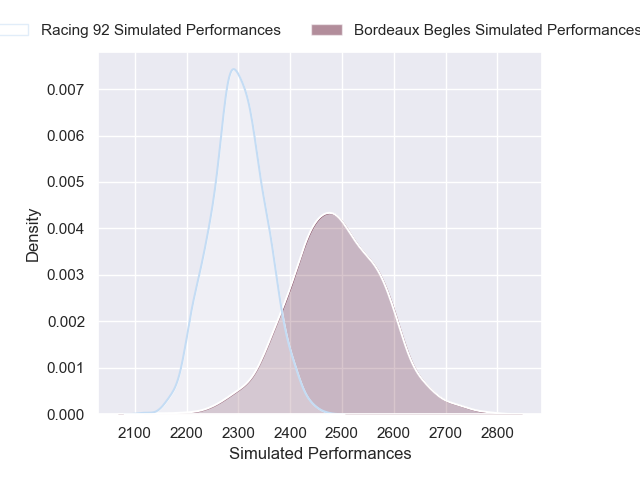 Racing 92 Simulated Performances
Bordeaux Begles Simulated Performances
0.007
0.006
0.005
0.004
0.003
0.002
0.001
0.000
Density
2100 2200 2300 2400 2500 2600 2700 2800
Simulated Performances